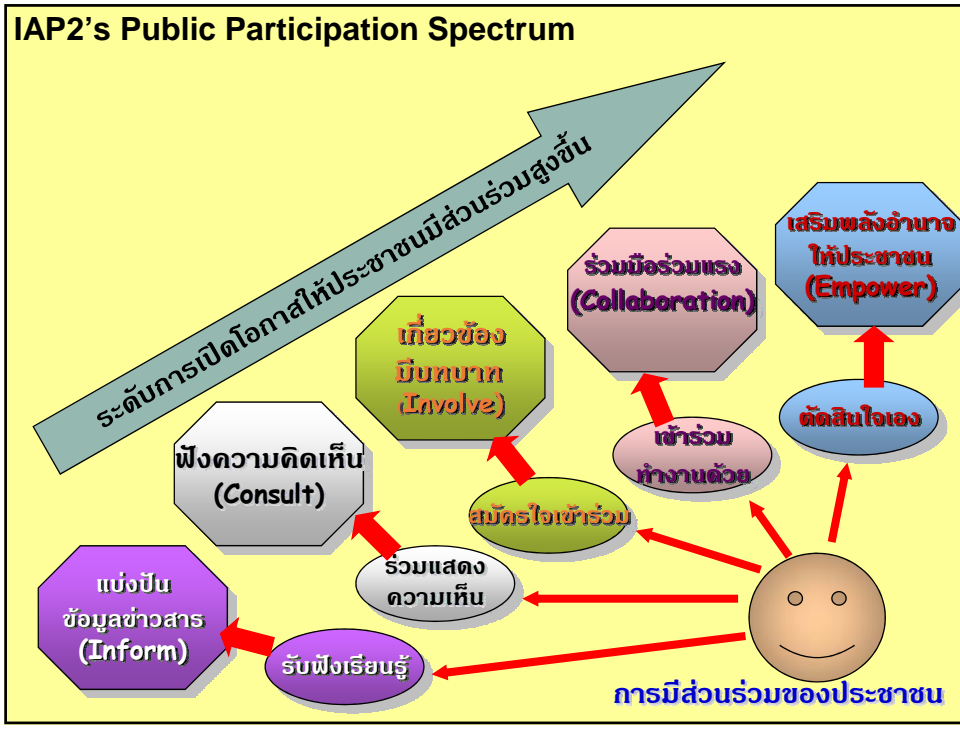 IAP2's Public Participation Spectrum
ระดับการเปิดโอกาสให้ประชาชนมีส่วนร่วมสูงขึ้น
เสริมพลังอำนาจ
ให้ประชาชน
(Empower)
ร่วมมือร่วมแรง
(Collaboration)
เกี่ยวข้อง
มีบทบาท
(Involve)
ฟังความคิดเห็น
(Consult)
แบ่งปัน
ข้อมูลข่าวสาร
(Inform)
ตัดสินใจเอง
เข้าร่วม
ทำงานด้วย
สมัครใจเข้าร่วม
ร่วมแสดง
ความเห็น
รับฟังเรียนรู้
การมีส่วนร่วมของประชาชน